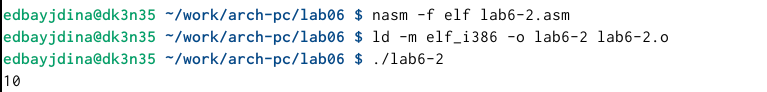 edbayjdina@dk3n35 ~/work/arch-pc/lab06 $ nasm -f elf lab6-2.asm
edbayjdina@dk3n35 ~/work/arch-pc/lab06 $ ld -m elf_i386 -o lab6-2 lab6-2.o
edbayjdina@dk3n35 ~/work/arch-pc/lab06 $ ./lab6-2
10